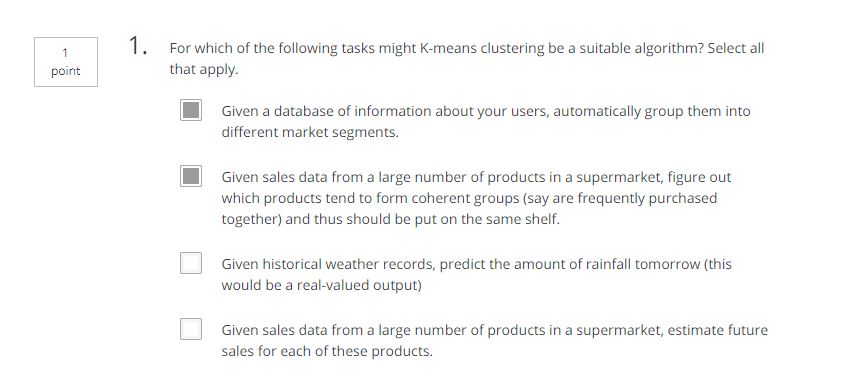 1
point
1.
For which of the following tasks might K-means clustering be a suitable algorithm? Select all
that apply.
Given a database of information about your users, automatically group them into
different market segments.
Given sales data from a large number of products in a supermarket, figure out
which products tend to form coherent groups (say are frequently purchased
together) and thus should be put on the same shelf.
Given historical weather records, predict the amount of rainfall tomorrow (this
would be a real-valued output)
Given sales data from a large number of products in a supermarket, estimate future
sales for each of these products.